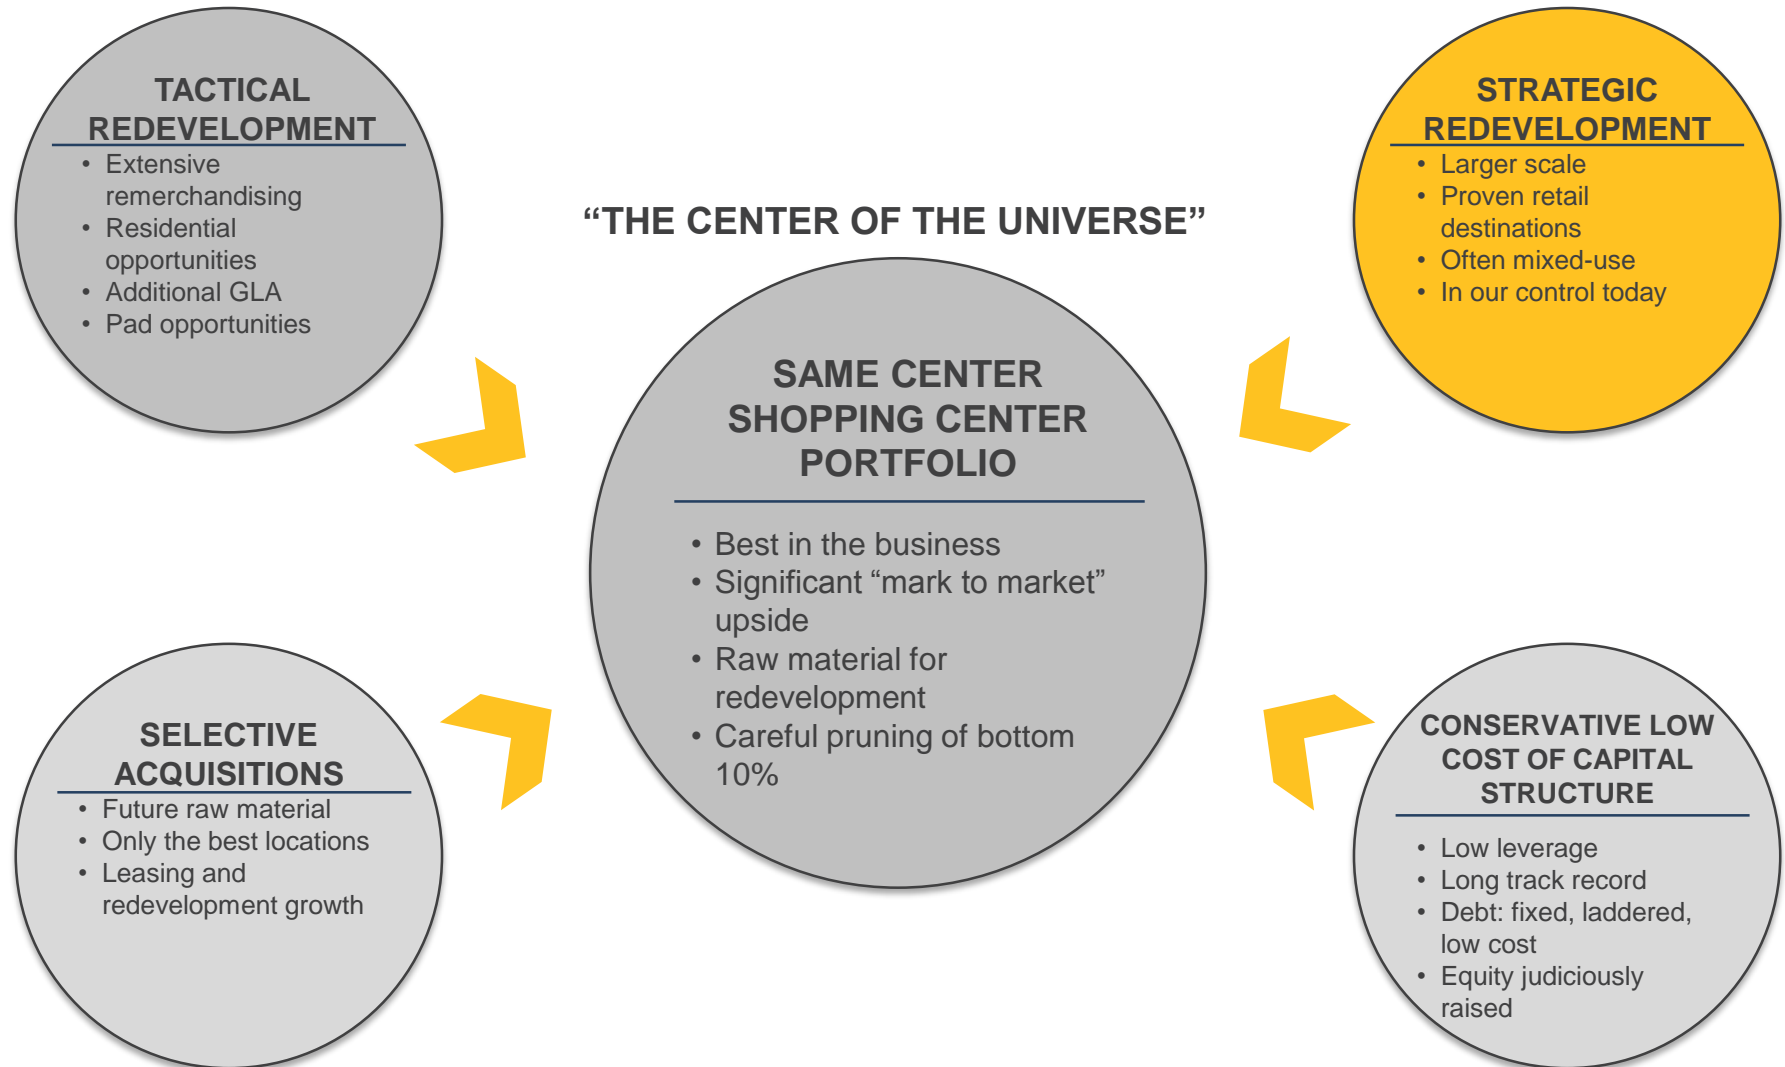 TACTICAL
REDEVELOPMENT
• Extensive
remerchandising
• Residential
opportunities
• Additional GLA
• Pad opportunities
STRATEGIC
REDEVELOPMENT
• Larger scale
• Proven retail
destinations
• Often mixed-use
• In our control today
“THE CENTER OF THE UNIVERSE”
SAME CENTER
SHOPPING CENTER
PORTFOLIO
• Best in the business
• Significant “mark to market”
upside
• Raw material for
redevelopment
• Careful pruning of bottom
10%
SELECTIVE
ACQUISITIONS
• Future raw material
• Only the best locations
• Leasing and
redevelopment growth
CONSERVATIVE LOW
COST OF CAPITAL
STRUCTURE
• Low leverage
• Long track record
• Debt: fixed, laddered,
low cost
• Equity judiciously
raised